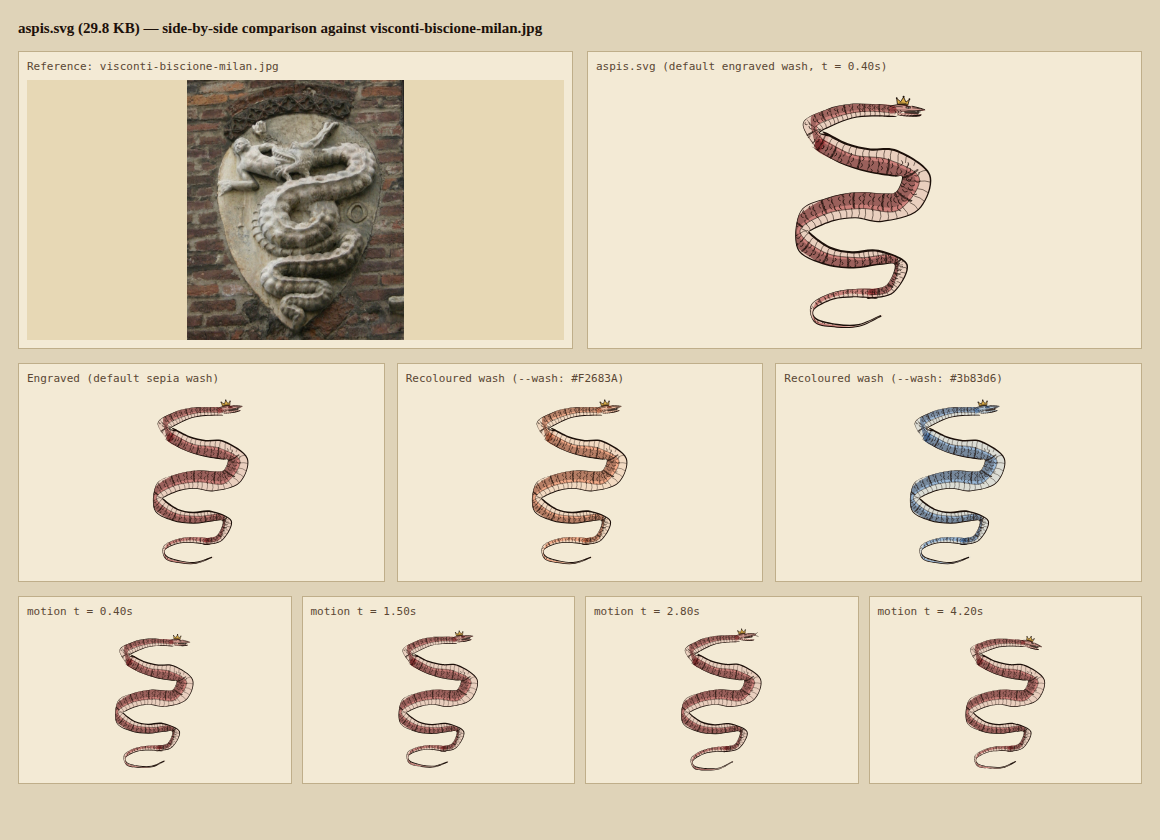 aspis.svg (29.8 KB) — side-by-side comparison against visconti-biscione-milan.jpg
Reference: visconti-biscione-milan.jpg
aspis.svg (default engraved wash, t = 0.40s)
Engraved (default sepia wash)
Recoloured wash (--wash: #F2683A)
Recoloured wash (--wash: #3b83d6)
motion t = 0.40s
motion t = 1.50s
motion t = 2.80s
motion t = 4.20s